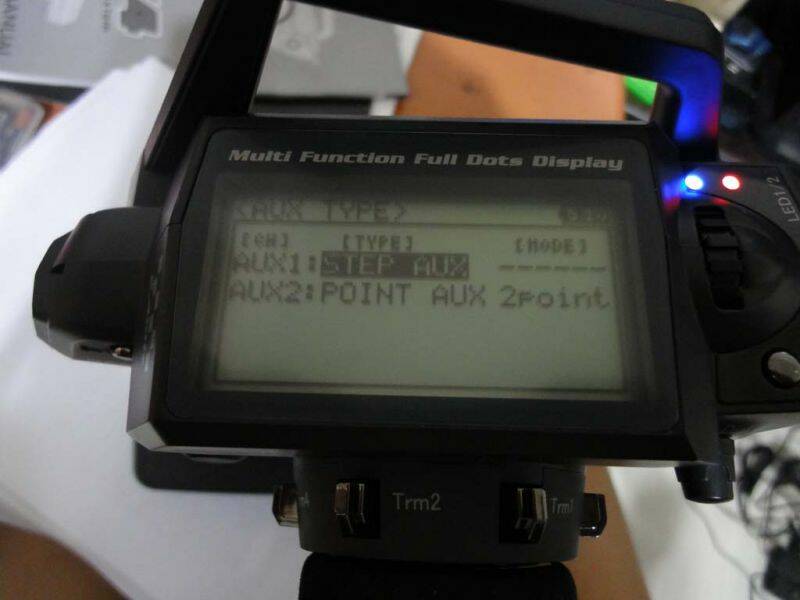 Multi Function Full Dots Display
<AUX TYPE>
[CH] [TYPE] [MODE]
AUX1:STEP AUX ------
AUX2:POINT AUX 2point
LED1/2
Trm2
Trm1